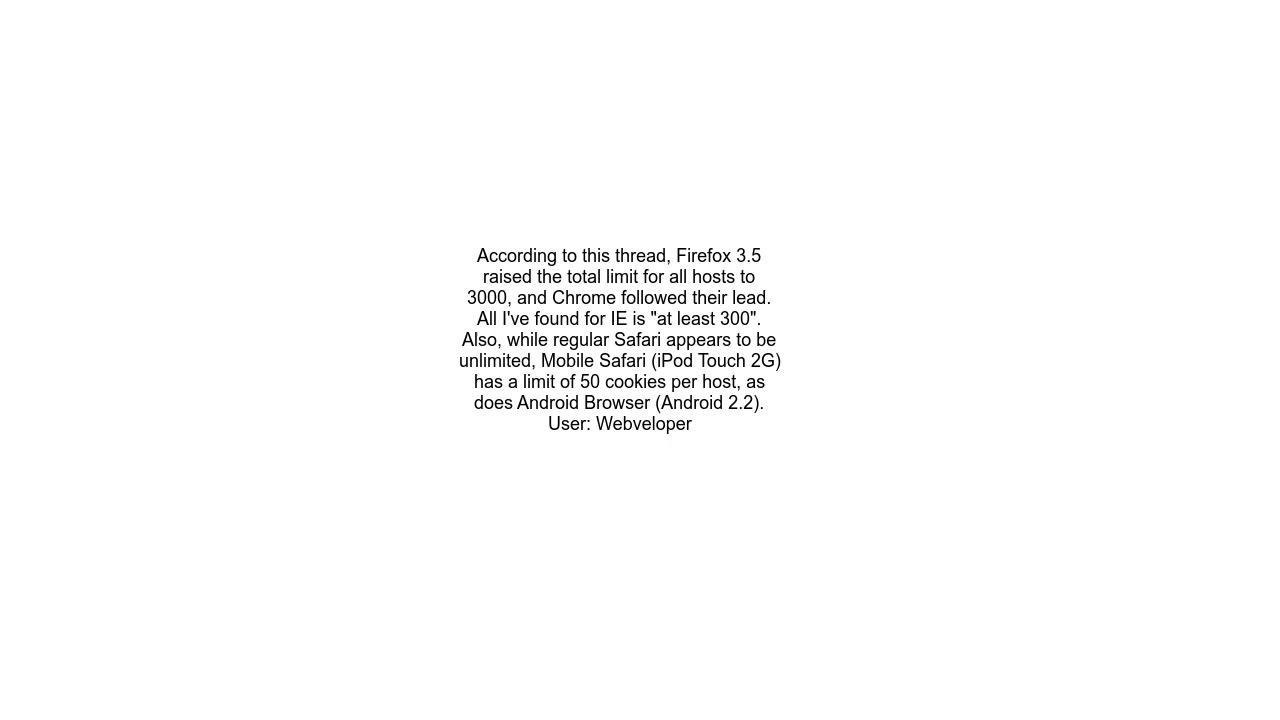 According to this thread, Firefox 3.5
raised the total limit for all hosts to
3000, and Chrome followed their lead.
All I've found for IE is "at least 300".
Also, while regular Safari appears to be
unlimited, Mobile Safari (iPod Touch 2G)
has a limit of 50 cookies per host, as
does Android Browser (Android 2.2).
User: Webveloper